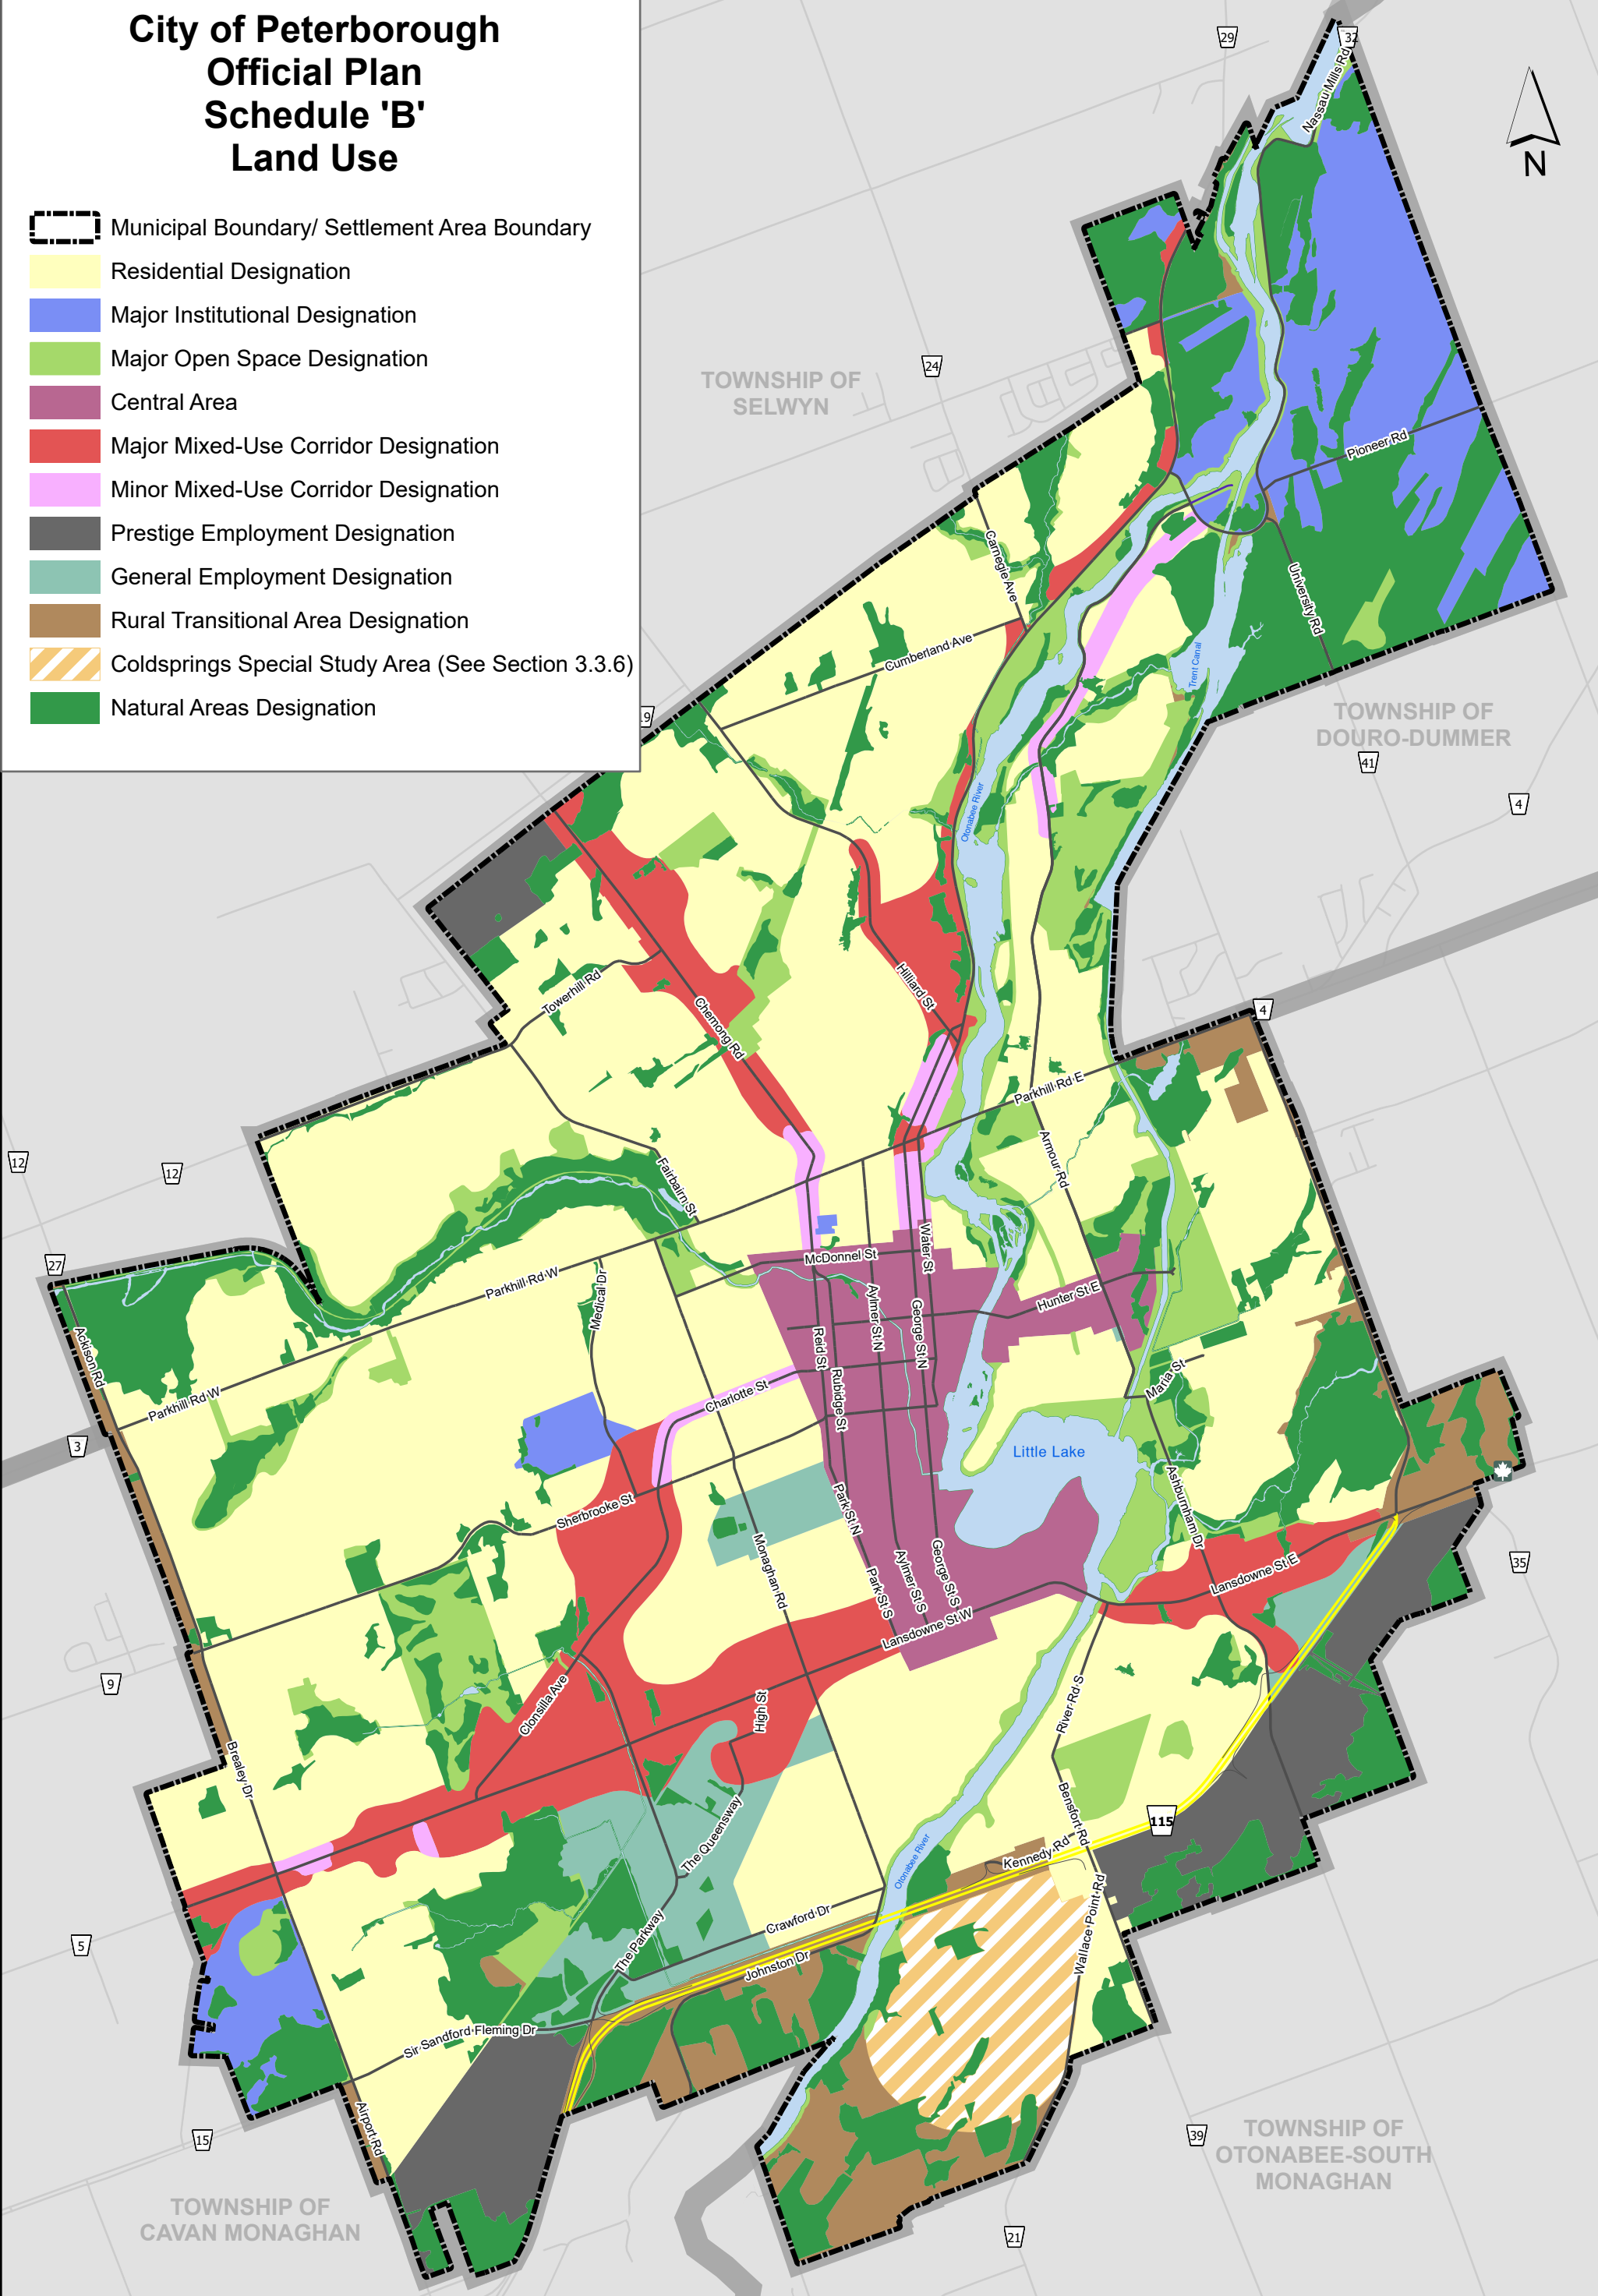 City of Peterborough
Official Plan
Schedule 'B'
Land Use
Municipal Boundary/ Settlement Area Boundary
Residential Designation
Major Institutional Designation
Major Open Space Designation
Central Area
Major Mixed-Use Corridor Designation
Minor Mixed-Use Corridor Designation
Prestige Employment Designation
General Employment Designation
Rural Transitional Area Designation
Coldsprings Special Study Area (See Section 3.3.6)
Natural Areas Designation
29
32
Nassau Mills Rd
N
24
TOWNSHIP OF
SELWYN
Pioneer Rd
Carnegie Ave
University Rd
Cumberland Ave
Trent Canal
19
TOWNSHIP OF
DOURO-DUMMER
41
4
Otonabee River
Towerhill Rd
Hilliard St
Chemong Rd
4
Parkhill Rd E
Armour Rd
12
12
Fairbairn St
27
Parkhill Rd W
Medical Dr
McDonnel St
Water St
Hunter St E
Aylmer St N
George St N
Reid St
Ackison Rd
Parkhill Rd W
Charlotte St
Rubidge St
Maria St
3
Little Lake
Sherbrooke St
Park St N
Ashburnham Dr
Monaghan Rd
Park St S
Aylmer St S
George St S
Lansdowne St W
Lansdowne St E
35
9
Clonsilla Ave
High St
River Rd S
Brealey Dr
The Queensway
Bensfort Rd
115
Kennedy Rd
Otonabee River
Crawford Dr
Wallace Point Rd
The Parkway
Johnston Dr
5
Sir Sandford Fleming Dr
Airport Rd
15
39
TOWNSHIP OF
OTONABEE-SOUTH
MONAGHAN
TOWNSHIP OF
CAVAN MONAGHAN
21